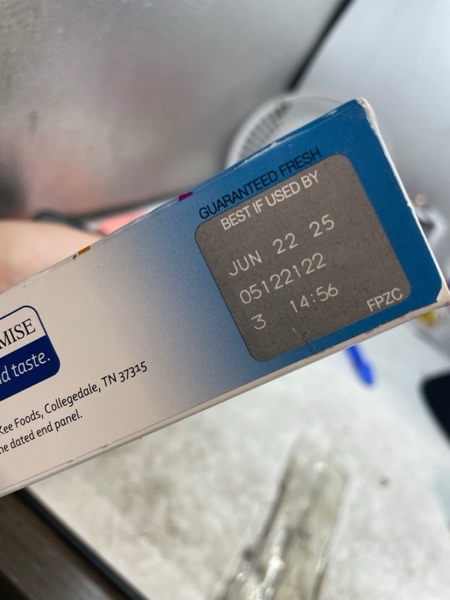 GUARANTEED FRESH
BEST IF USED BY
JUN 22 25
05122122
3 14:56
FPZC
MISE
d taste.
Kee Foods, Collegedale, TN 37315
he dated end panel.